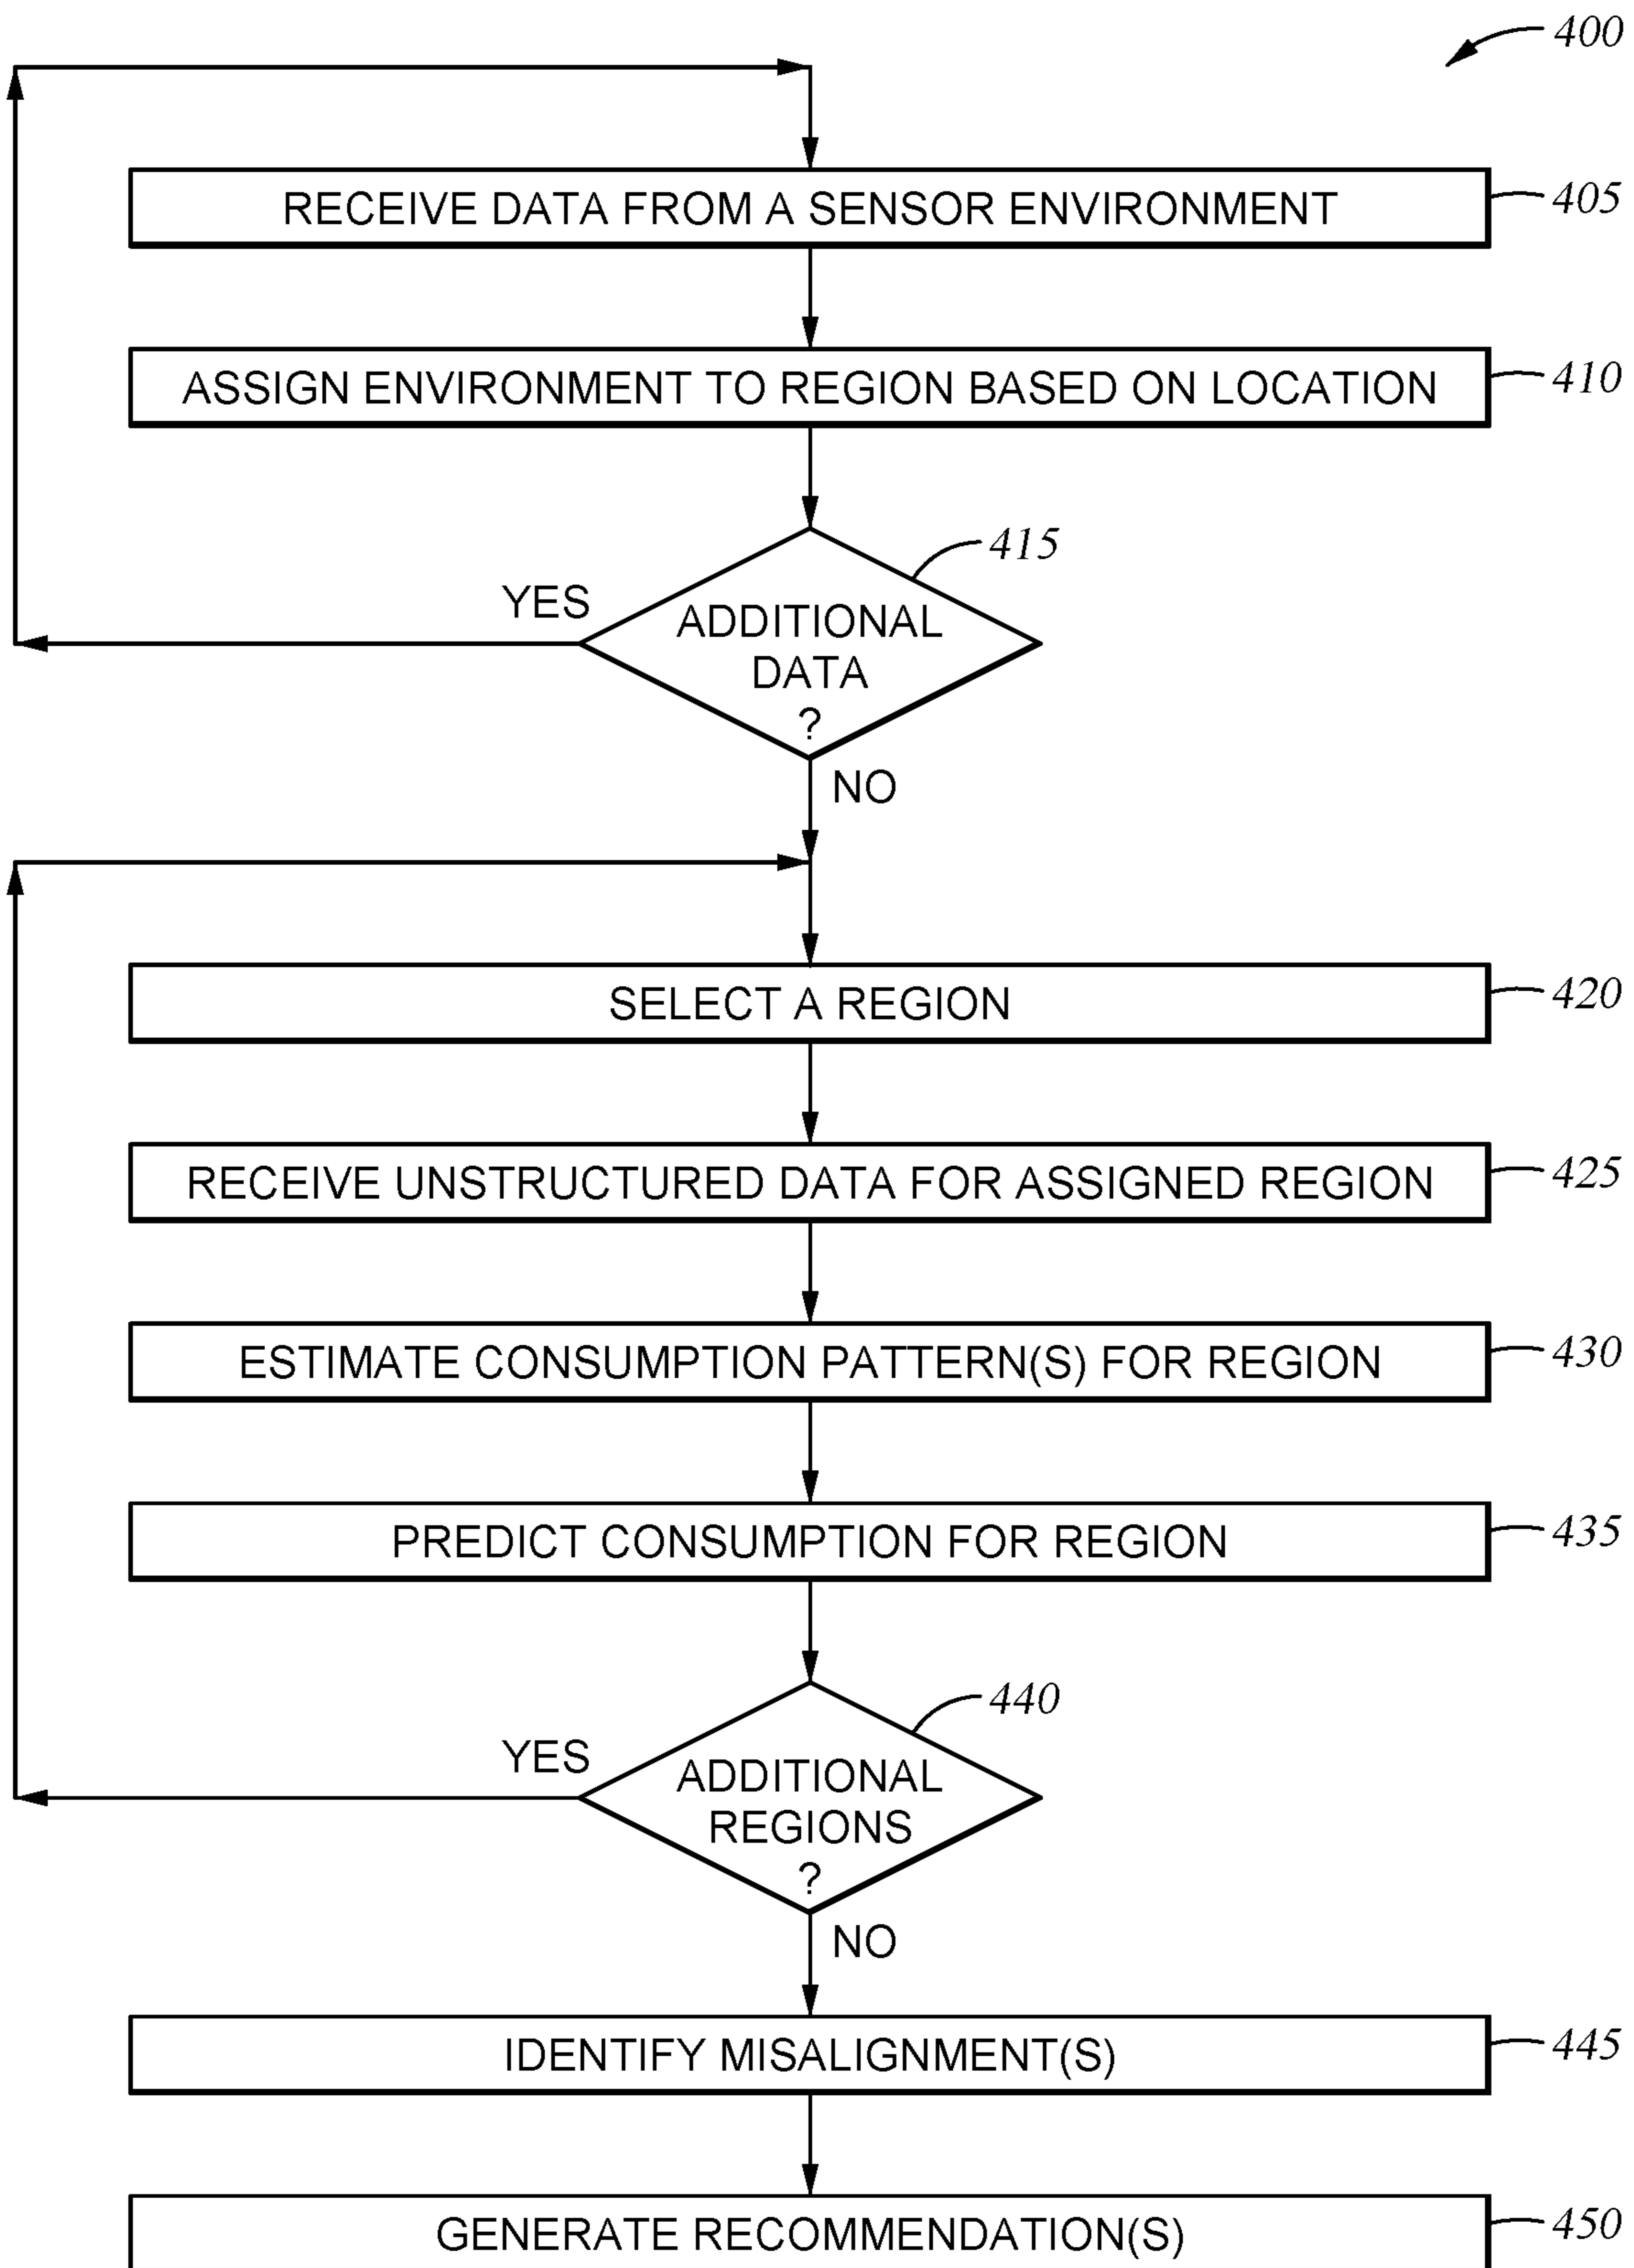 400
RECEIVE DATA FROM A SENSOR ENVIRONMENT
405
ASSIGN ENVIRONMENT TO REGION BASED ON LOCATION
410
415
YES
ADDITIONAL
DATA
?
NO
SELECT A REGION
420
RECEIVE UNSTRUCTURED DATA FOR ASSIGNED REGION
425
ESTIMATE CONSUMPTION PATTERN(S) FOR REGION
430
PREDICT CONSUMPTION FOR REGION
435
440
YES
ADDITIONAL
REGIONS
?
NO
IDENTIFY MISALIGNMENT(S)
445
GENERATE RECOMMENDATION(S)
450